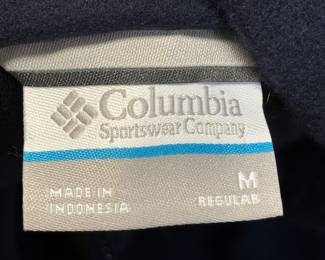 Columbia
Sportswear Company
M
REGULAR
MADE IN
INDONESIA